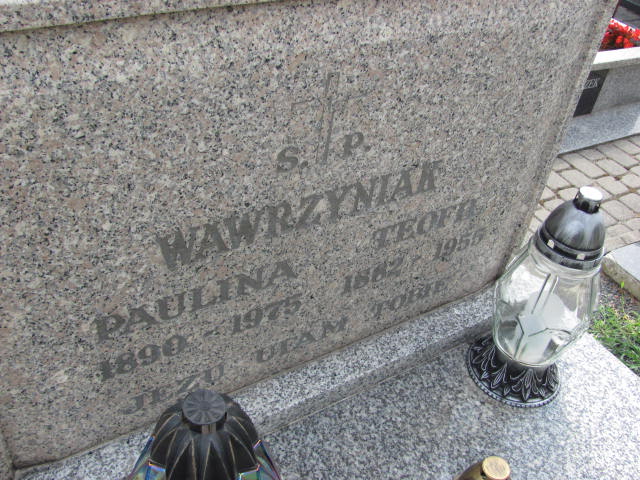 Ś. P.
WAWRZYNIAK
PAULINA TEOFIL
1890 - 1975 1882 - 1955
JEZU UFAM TOBIE